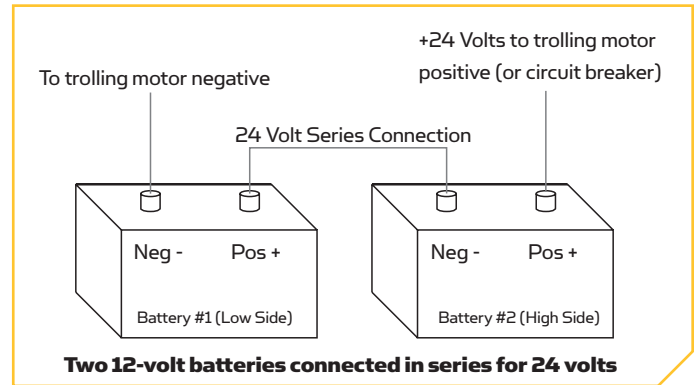 +24 Volts to trolling motor
positive (or circuit breaker)
To trolling motor negative
24 Volt Series Connection
Neg - Pos +
Neg - Pos +
Battery #1 (Low Side)
Battery #2 (High Side)
Two 12-volt batteries connected in series for 24 volts